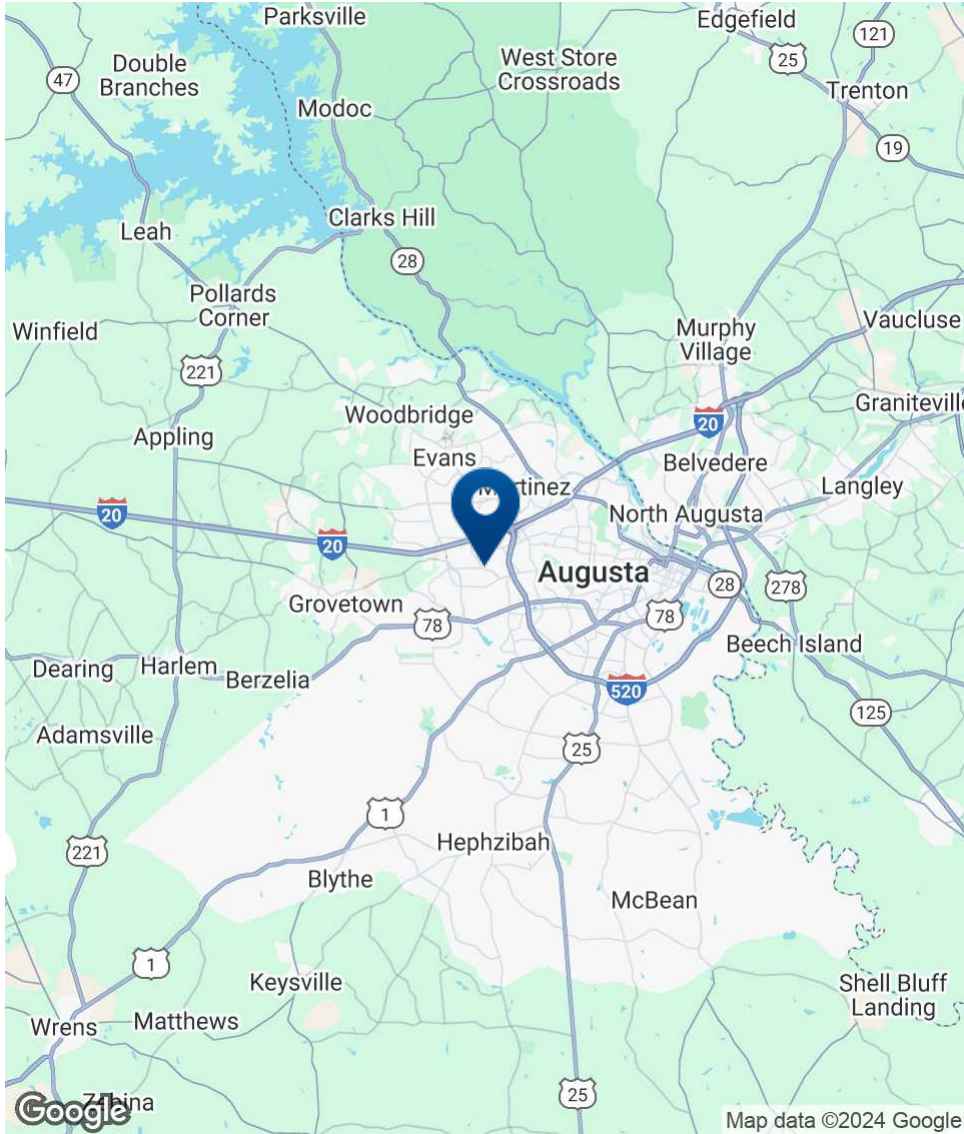 Parksville
Edgefield
121
25
West Store
Crossroads
47
Double
Branches
Trenton
Modoc
19
Clarks Hill
Leah
28
Pollards
Corner
Winfield
Murphy
Village
Vaucluse
221
Woodbridge
20
Graniteville
Appling
Evans
Belvedere
Martinez
Langley
20
North Augusta
20
Augusta
28
278
Grovetown
78
78
Beech Island
Dearing
Harlem
Berzelia
520
125
Adamsville
25
1
Hephzibah
221
Blythe
McBean
1
Keysville
Shell Bluff
Landing
Wrens
Matthews
25
Zebina
Google
Map data ©2024 Google